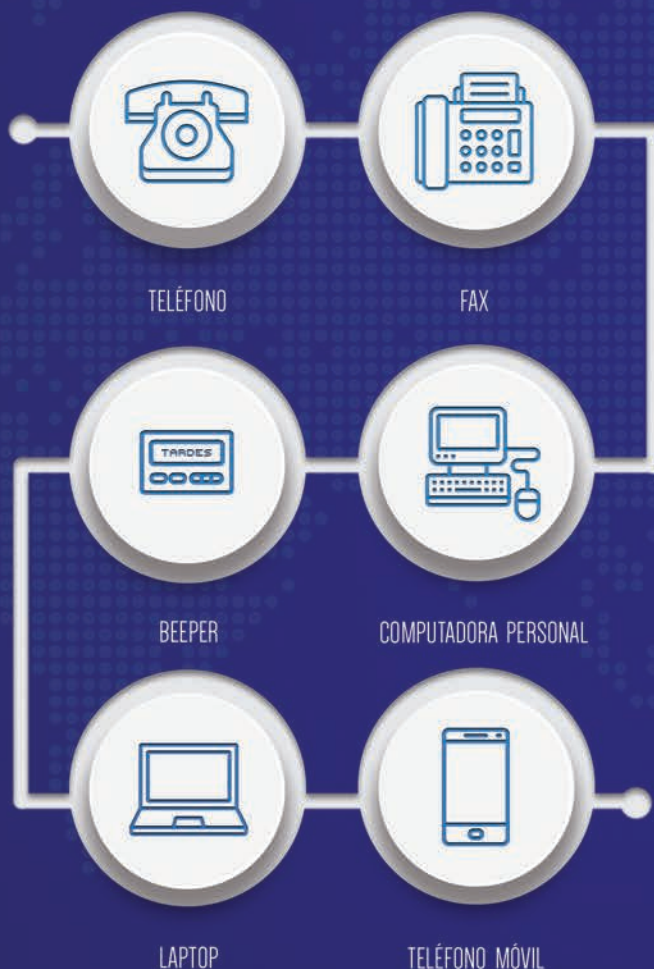 TELÉFONO
FAX
TARDES
BEEPER
COMPUTADORA PERSONAL
LAPTOP
TELÉFONO MÓVIL